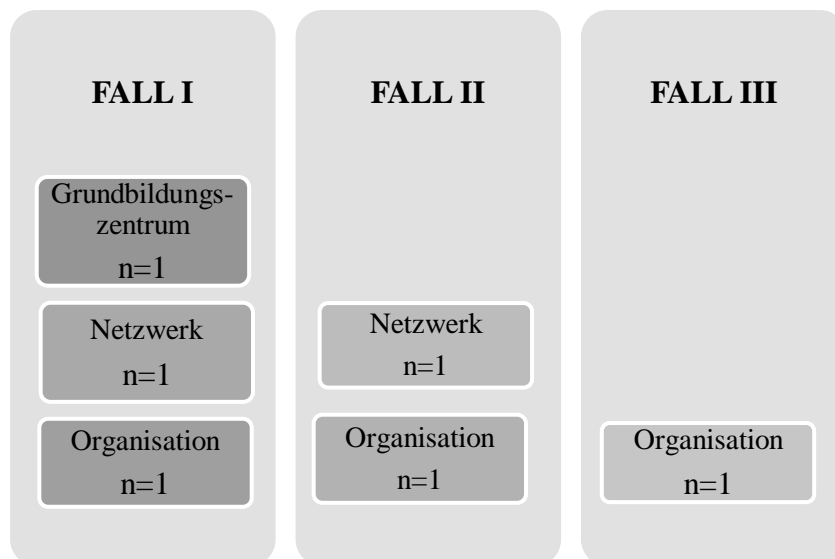 FALL I
Grundbildungs-
zentrum
n=1
Netzwerk
n=1
Organisation
n=1
FALL II
Netzwerk
n=1
Organisation
n=1
FALL III
Organisation
n=1